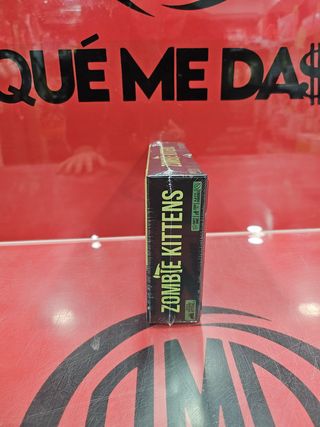 QUÉ ME DA$
ZOMBIE KITTENS